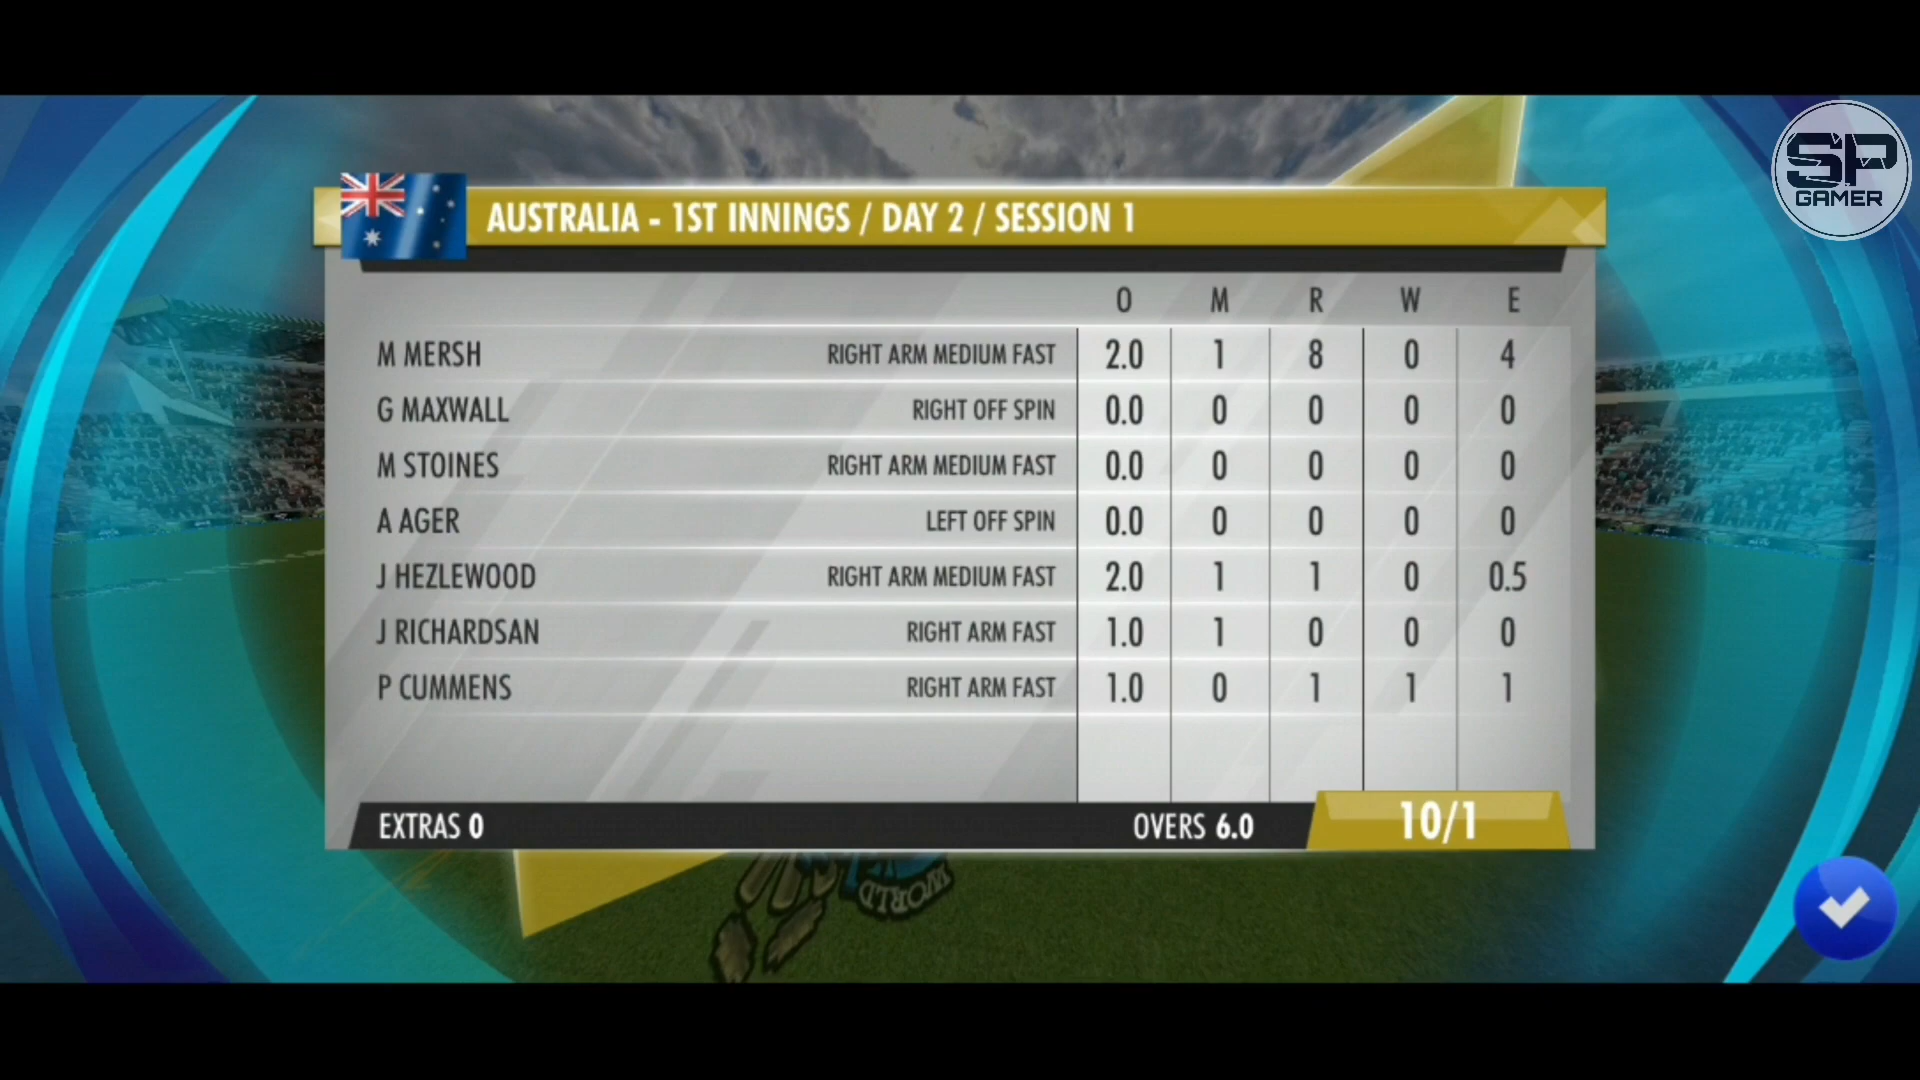 SP
GAMER
AUSTRALIA - 1ST INNINGS / DAY 2 / SESSION 1
O M R W E
M MERSH RIGHT ARM MEDIUM FAST 2.0 1 8 0 4
G MAXWALL RIGHT OFF SPIN 0.0 0 0 0 0
M STOINES RIGHT ARM MEDIUM FAST 0.0 0 0 0 0
A AGER LEFT OFF SPIN 0.0 0 0 0 0
J HEZLEWOOD RIGHT ARM MEDIUM FAST 2.0 1 1 0 0.5
J RICHARDSAN RIGHT ARM FAST 1.0 1 0 0 0
P CUMMENS RIGHT ARM FAST 1.0 0 1 1 1
EXTRAS 0 OVERS 6.0 10/1
WORLD